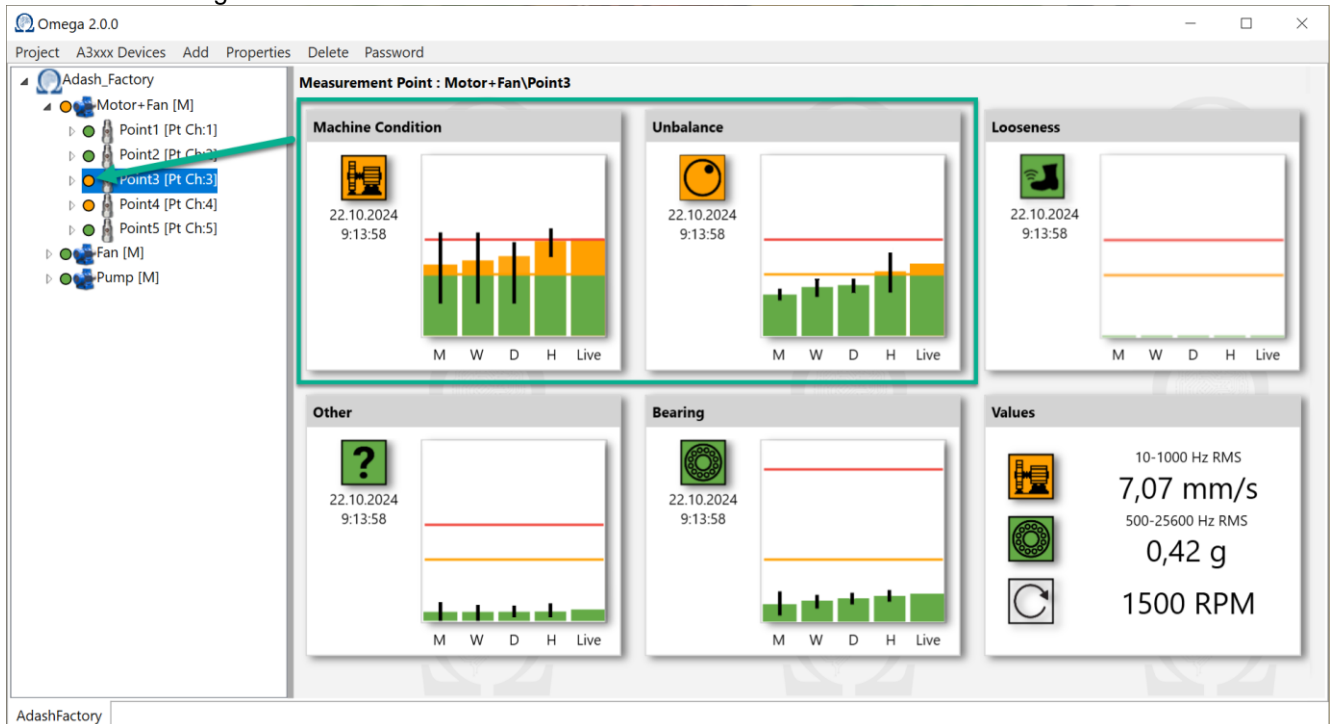 Omega 2.0.0
Project A3xxx Devices Add Properties Delete Password
Adash_Factory
Motor+Fan [M]
Point1 [Pt Ch:1]
Point2 [Pt Ch:2]
Point3 [Pt Ch:3]
Point4 [Pt Ch:4]
Point5 [Pt Ch:5]
Fan [M]
Pump [M]
Measurement Point : Motor+Fan\Point3
Machine Condition
22.10.2024
9:13:58
M W D H Live
Unbalance
22.10.2024
9:13:58
M W D H Live
Looseness
22.10.2024
9:13:58
M W D H Live
Other
?
22.10.2024
9:13:58
M W D H Live
Bearing
22.10.2024
9:13:58
M W D H Live
Values
10-1000 Hz RMS
7,07 mm/s
500-25600 Hz RMS
0,42 g
1500 RPM
AdashFactory